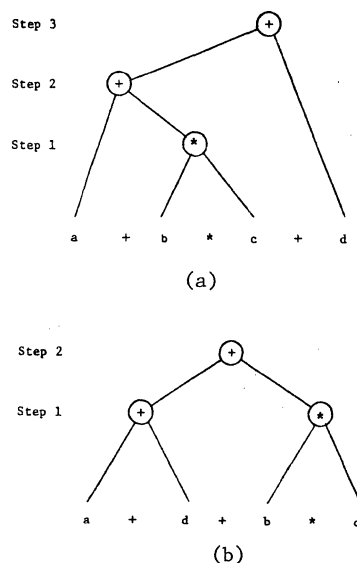 Step 3 +
Step 2 +
Step 1 *
a + b * c + d
(a)
Step 2 +
Step 1 + *
a + d + b * c
(b)